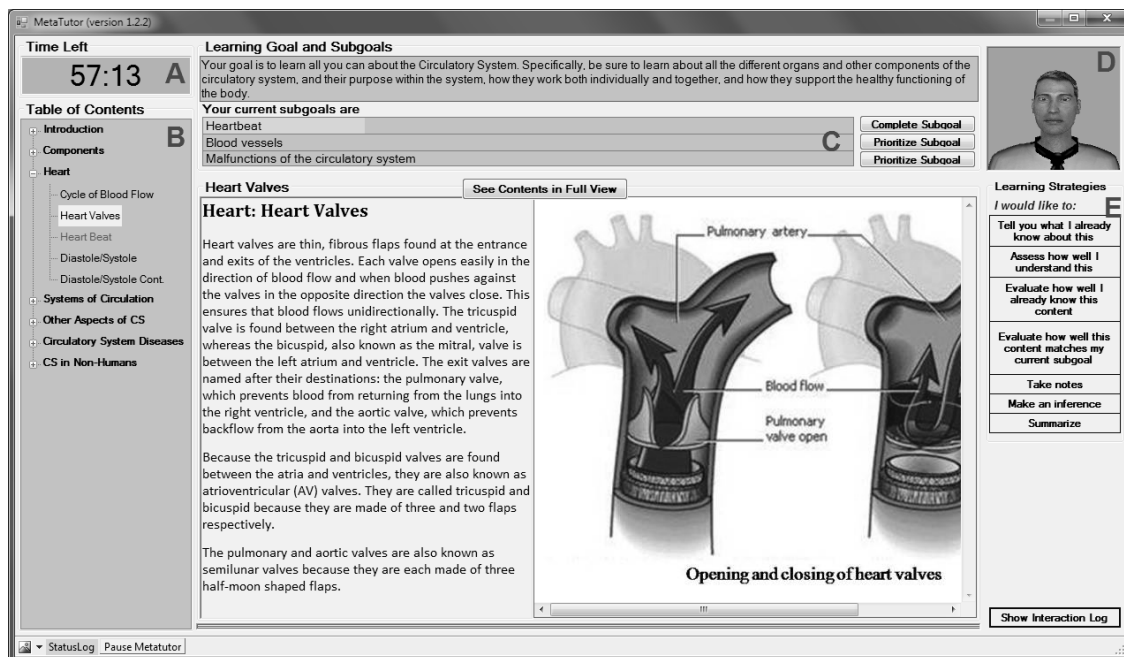 MetaTutor (version 1.2.2)
Time Left
57:13
A
Table of Contents
B
Introduction
Components
Heart
Cycle of Blood Flow
Heart Valves
Heart Beat
Diastole/Systole
Diastole/Systole Cont.
Systems of Circulation
Other Aspects of CS
Circulatory System Diseases
CS in Non-Humans
Learning Goal and Subgoals
Your goal is to learn all you can about the Circulatory System. Specifically, be sure to learn about all the different organs and other components of the
circulatory system, and their purpose within the system, how they work both individually and together, and how they support the healthy functioning of
the body.
Your current subgoals are
Heartbeat
Complete Subgoal
Blood vessels
C
Prioritize Subgoal
Malfunctions of the circulatory system
Prioritize Subgoal
D
Heart Valves
See Contents in Full View
Heart: Heart Valves
Heart valves are thin, fibrous flaps found at the entrance
and exits of the ventricles. Each valve opens easily in the
direction of blood flow and when blood pushes against
the valves in the opposite direction the valves close. This
ensures that blood flows unidirectionally. The tricuspid
valve is found between the right atrium and ventricle,
whereas the bicuspid, also known as the mitral, valve is
between the left atrium and ventricle. The exit valves are
named after their destinations: the pulmonary valve,
which prevents blood from returning from the lungs into
the right ventricle, and the aortic valve, which prevents
backflow from the aorta into the left ventricle.
Because the tricuspid and bicuspid valves are found
between the atria and ventricles, they are also known as
atrioventricular (AV) valves. They are called tricuspid and
bicuspid because they are made of three and two flaps
respectively.
The pulmonary and aortic valves are also known as
semilunar valves because they are each made of three
half-moon shaped flaps.
Pulmonary artery
Blood flow
Pulmonary
valve open
Opening and closing of heart valves
Learning Strategies
I would like to:
E
Tell you what I already
know about this
Assess how well I
understand this
Evaluate how well I
already know this
content
Evaluate how well this
content matches my
current subgoal
Take notes
Make an inference
Summarize
Show Interaction Log
StatusLog
Pause Metatutor